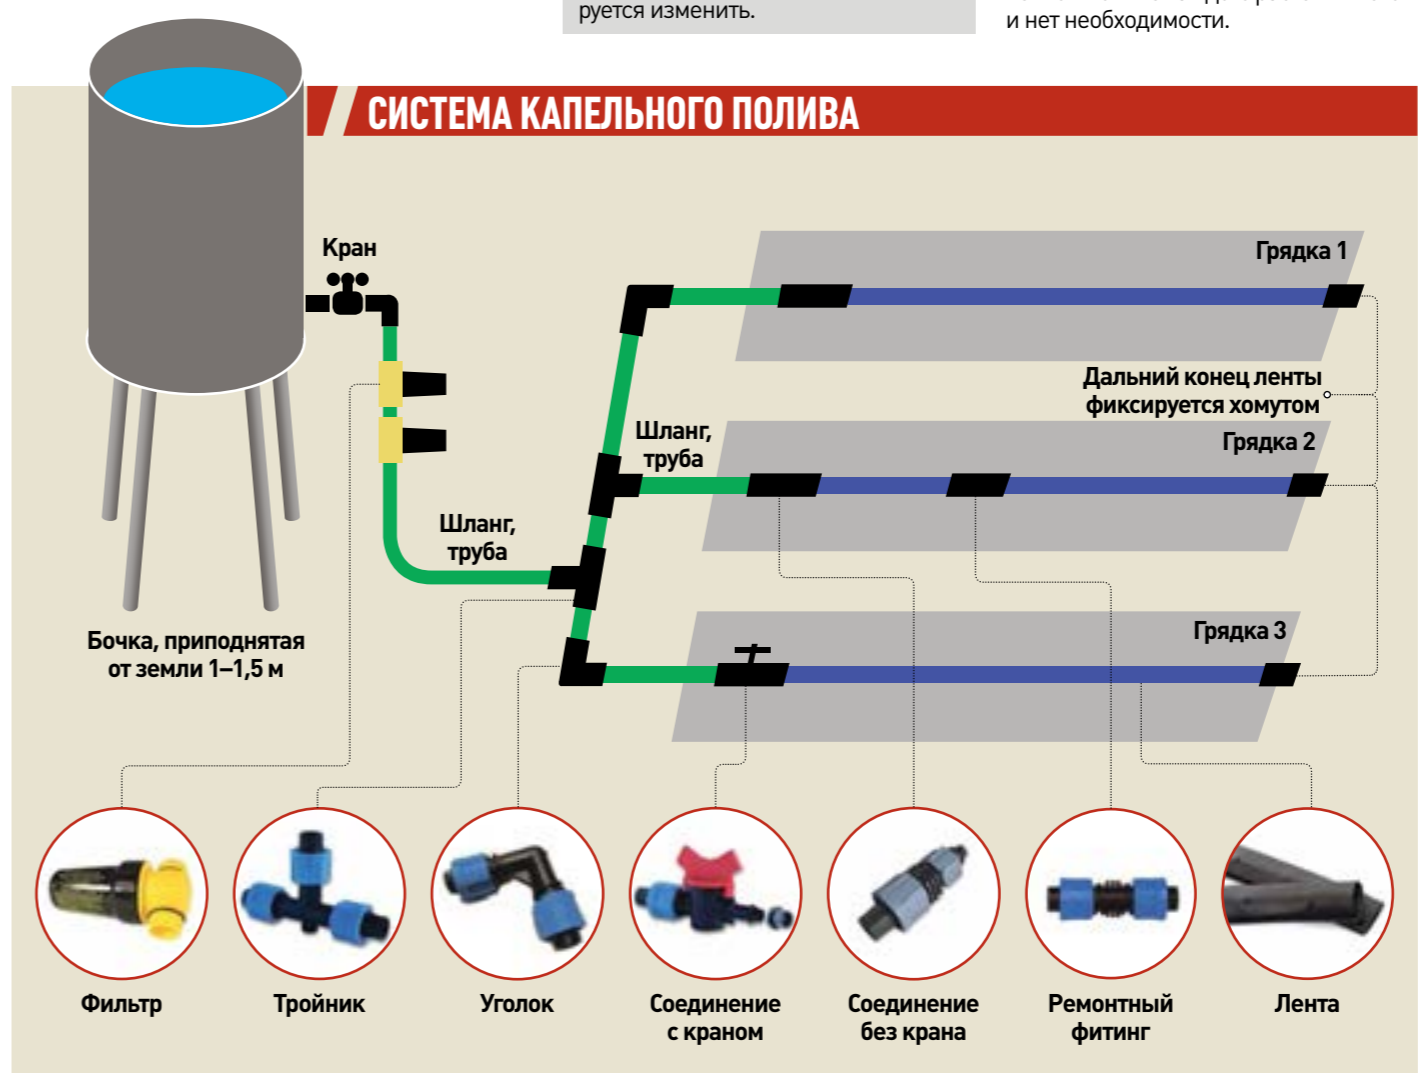 руется изменить.
и нет необходимости.
СИСТЕМА КАПЕЛЬНОГО ПОЛИВА
Кран
Грядка 1
Дальний конец ленты
фиксируется хомутом
Шланг,
труба
Грядка 2
Шланг,
труба
Грядка 3
Бочка, приподнятая
от земли 1–1,5 м
Фильтр
Тройник
Уголок
Соединение
с краном
Соединение
без крана
Ремонтный
фитинг
Лента